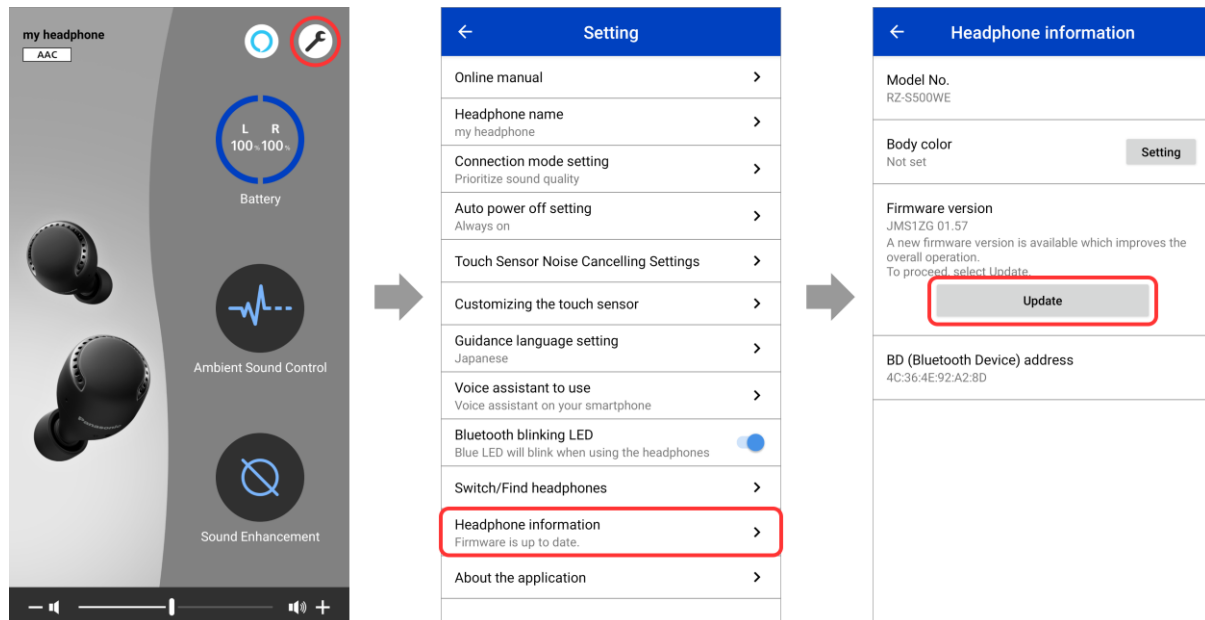 my headphone
AAC
L R
100% 100%
Battery
Ambient Sound Control
Sound Enhancement
Panasonic
Setting
Online manual
Headphone name
my headphone
Connection mode setting
Prioritize sound quality
Auto power off setting
Always on
Touch Sensor Noise Cancelling Settings
Customizing the touch sensor
Guidance language setting
Japanese
Voice assistant to use
Voice assistant on your smartphone
Bluetooth blinking LED
Blue LED will blink when using the headphones
Switch/Find headphones
Headphone information
Firmware is up to date.
About the application
Headphone information
Model No.
RZ-S500WE
Body color
Not set
Setting
Firmware version
JMS1ZG 01.57
A new firmware version is available which improves the
overall operation.
To proceed, select Update.
Update
BD (Bluetooth Device) address
4C:36:4E:92:A2:8D